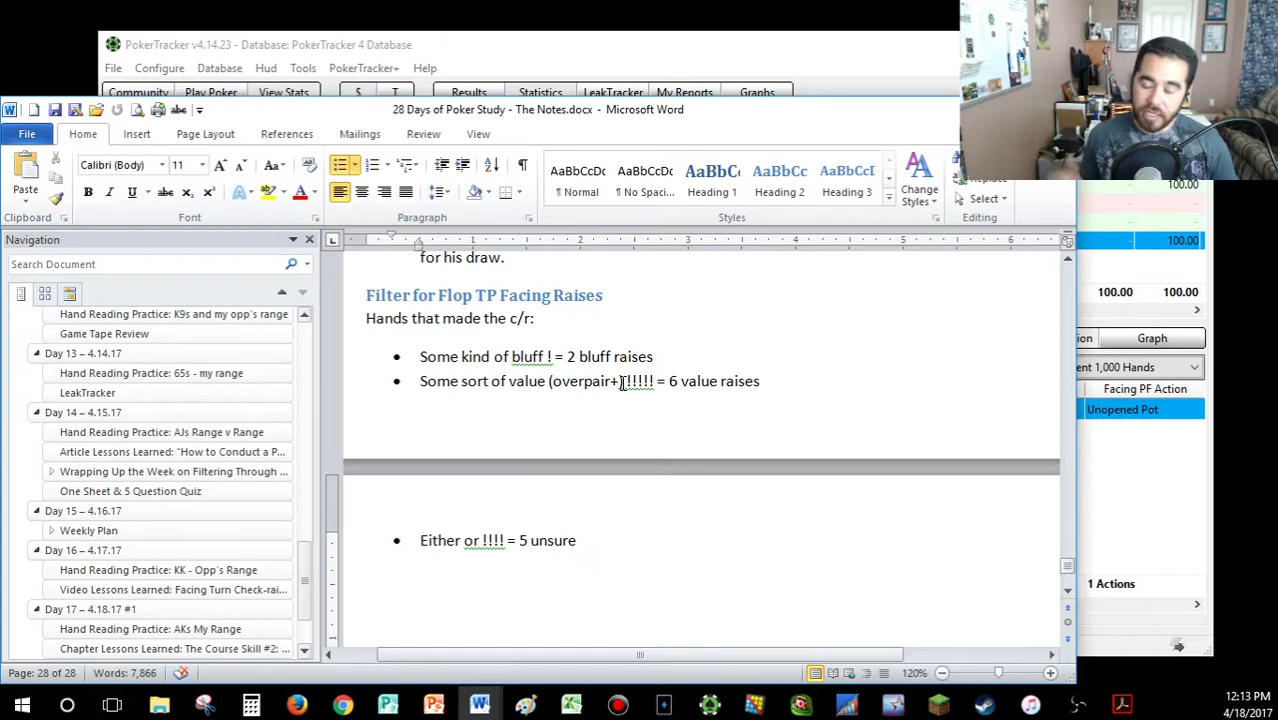 PokerTracker v4.14.23 - Database: PokerTracker 4 Database
File Configure Database Hud Tools PokerTracker+ Help
Community Play Poker View Stats $ T Results Statistics LeakTracker My Reports Graphs
28 Days of Poker Study - The Notes.docx - Microsoft Word
File Home Insert Page Layout References Mailings Review View
Paste
Clipboard
Calibri (Body) 11
Font
Paragraph
AaBbCcDc AaBbCcDc AaBbC AaBbCc AaBbCcI
¶ Normal ¶ No Spaci... Heading 1 Heading 2 Heading 3
Change Styles
Styles
Select
Editing
Navigation
Search Document
Hand Reading Practice: K9s and my opp's range
Game Tape Review
Day 13 – 4.14.17
Hand Reading Practice: 65s - my range
LeakTracker
Day 14 – 4.15.17
Hand Reading Practice: AJs Range v Range
Article Lessons Learned: "How to Conduct a P...
Wrapping Up the Week on Filtering Through ...
One Sheet & 5 Question Quiz
Day 15 – 4.16.17
Weekly Plan
Day 16 – 4.17.17
Hand Reading Practice: KK - Opp's Range
Video Lessons Learned: Facing Turn Check-rai...
Day 17 – 4.18.17 #1
Hand Reading Practice: AKs My Range
Chapter Lessons Learned: The Course Skill #2: ...
1 2 3 4 5 6
for his draw.
Filter for Flop TP Facing Raises
Hands that made the c/r:
• Some kind of bluff ! = 2 bluff raises
• Some sort of value (overpair+) !!!!! = 6 value raises
• Either or !!!! = 5 unsure
100.00
100.00
100.00 100.00
Graph
ent 1,000 Hands
Facing PF Action
Unopened Pot
1 Actions
Page: 28 of 28 Words: 7,866 120%
12:13 PM
4/18/2017